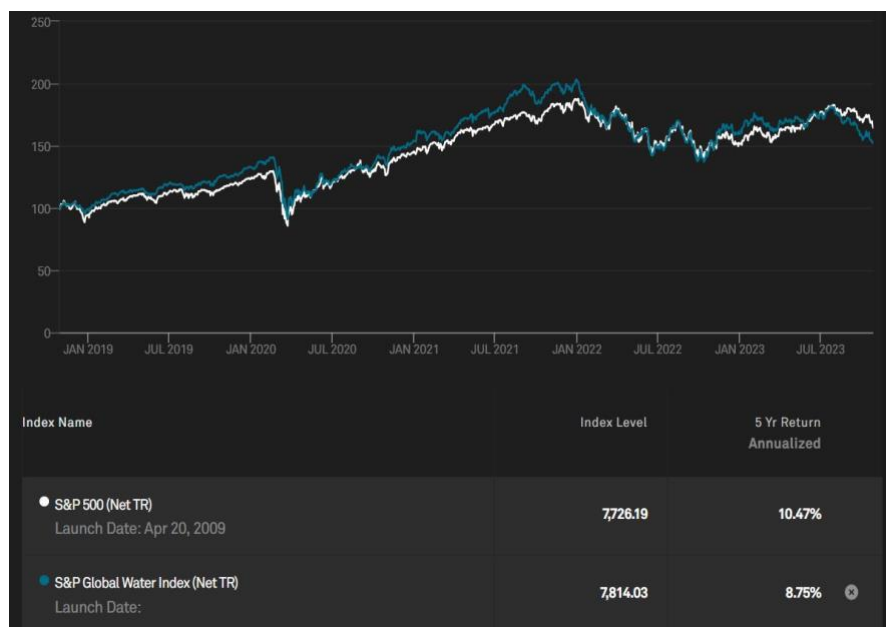 250
200
150
100
50
0
JAN 2019 JUL 2019 JAN 2020 JUL 2020 JAN 2021 JUL 2021 JAN 2022 JUL 2022 JAN 2023 JUL 2023
Index Name Index Level 5 Yr Return
Annualized
S&P 500 (Net TR) 7,726.19 10.47%
Launch Date: Apr 20, 2009
S&P Global Water Index (Net TR) 7,814.03 8.75%
Launch Date: